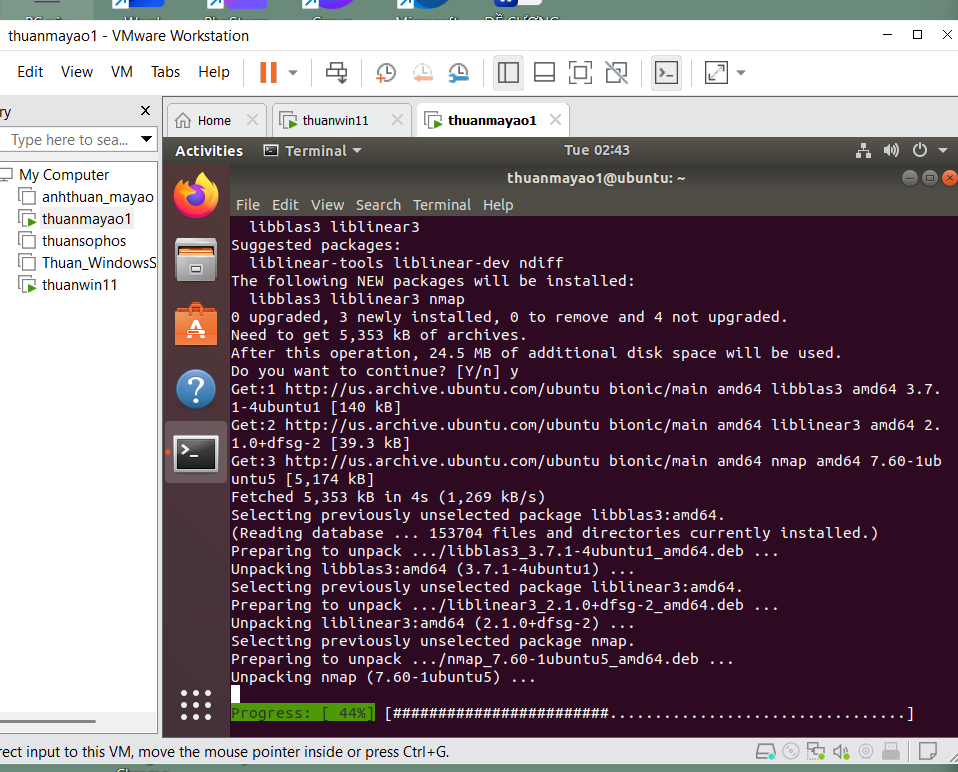 thuanmayao1 - VMware Workstation
Edit View VM Tabs Help
ry
Type here to sea...
My Computer
anhthuan_mayao
thuanmayao1
thuansophos
Thuan_WindowsS
thuanwin11
Home
thuanwin11
thuanmayao1
Activities
Terminal
Tue 02:43
thuanmayao1@ubuntu: ~
File Edit View Search Terminal Help
libblas3 liblinear3
Suggested packages:
liblinear-tools liblinear-dev ndiff
The following NEW packages will be installed:
libblas3 liblinear3 nmap
0 upgraded, 3 newly installed, 0 to remove and 4 not upgraded.
Need to get 5,353 kB of archives.
After this operation, 24.5 MB of additional disk space will be used.
Do you want to continue? [Y/n] y
Get:1 http://us.archive.ubuntu.com/ubuntu bionic/main amd64 libblas3 amd64 3.7.
1-4ubuntu1 [140 kB]
Get:2 http://us.archive.ubuntu.com/ubuntu bionic/main amd64 liblinear3 amd64 2.
1.0+dfsg-2 [39.3 kB]
Get:3 http://us.archive.ubuntu.com/ubuntu bionic/main amd64 nmap amd64 7.60-1ub
untu5 [5,174 kB]
Fetched 5,353 kB in 4s (1,269 kB/s)
Selecting previously unselected package libblas3:amd64.
(Reading database ... 153704 files and directories currently installed.)
Preparing to unpack .../libblas3_3.7.1-4ubuntu1_amd64.deb ...
Unpacking libblas3:amd64 (3.7.1-4ubuntu1) ...
Selecting previously unselected package liblinear3:amd64.
Preparing to unpack .../liblinear3_2.1.0+dfsg-2_amd64.deb ...
Unpacking liblinear3:amd64 (2.1.0+dfsg-2) ...
Selecting previously unselected package nmap.
Preparing to unpack .../nmap_7.60-1ubuntu5_amd64.deb ...
Unpacking nmap (7.60-1ubuntu5) ...
Progress: [ 44%] [########################.................................]
rect input to this VM, move the mouse pointer inside or press Ctrl+G.